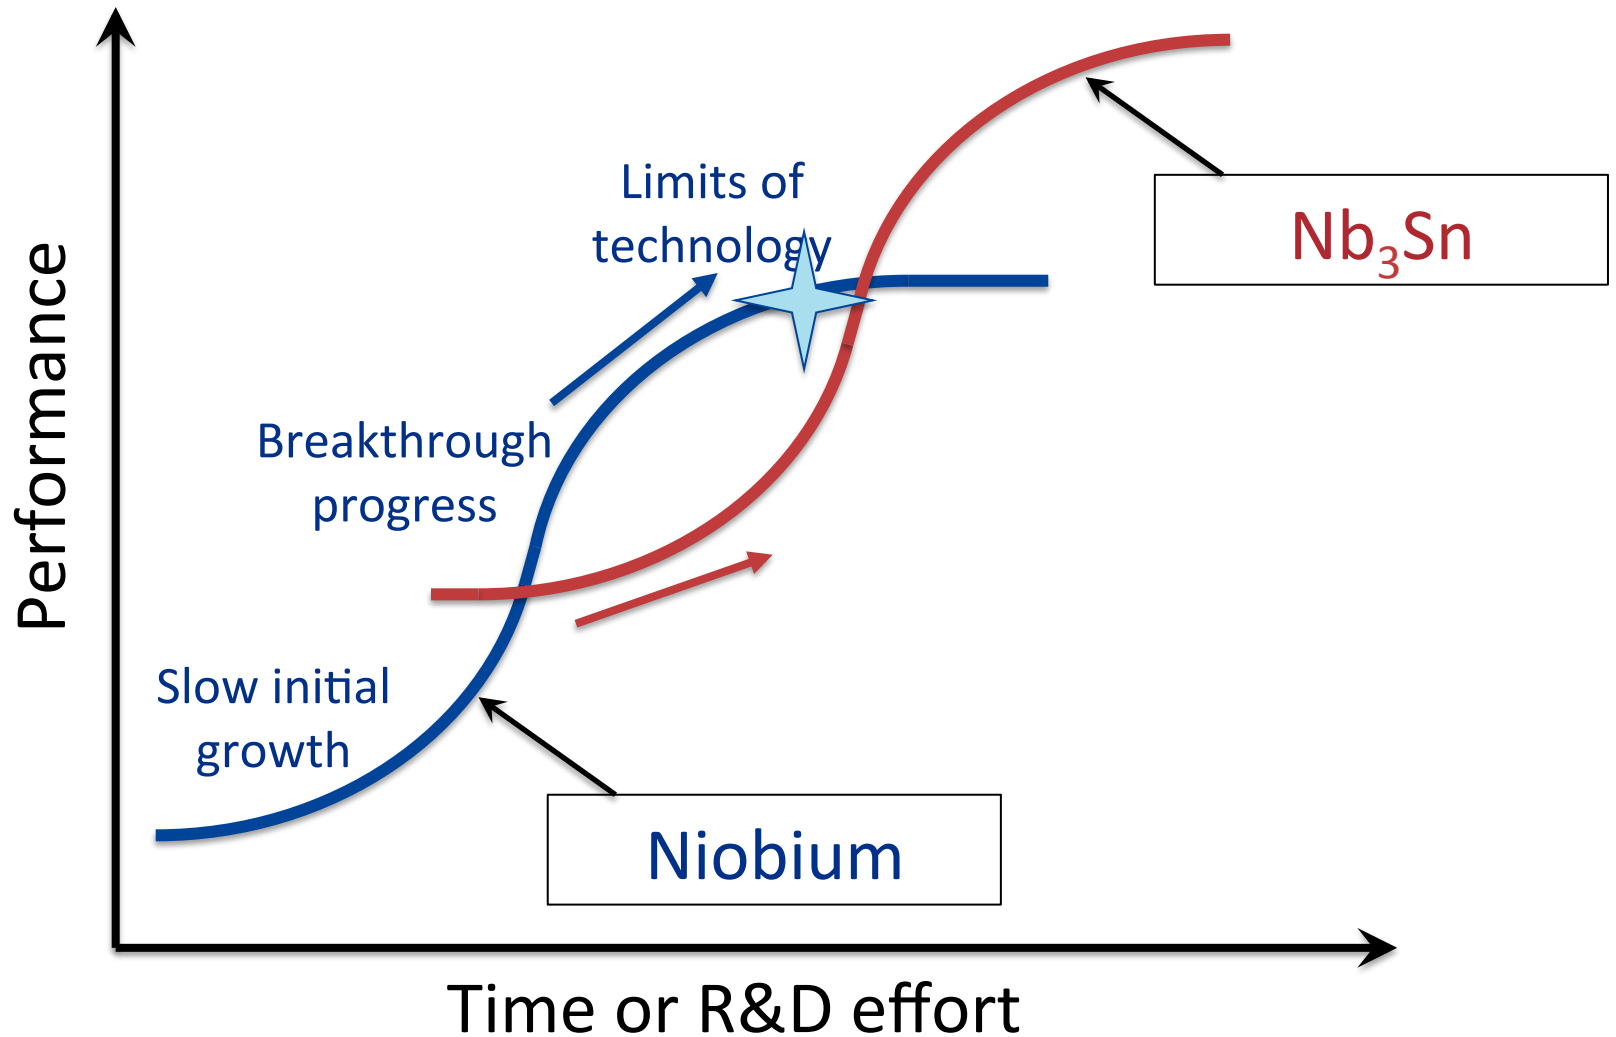 Limits of
technology
Nb₃Sn
Performance
Breakthrough
progress
Slow initial
growth
Niobium
Time or R&D effort